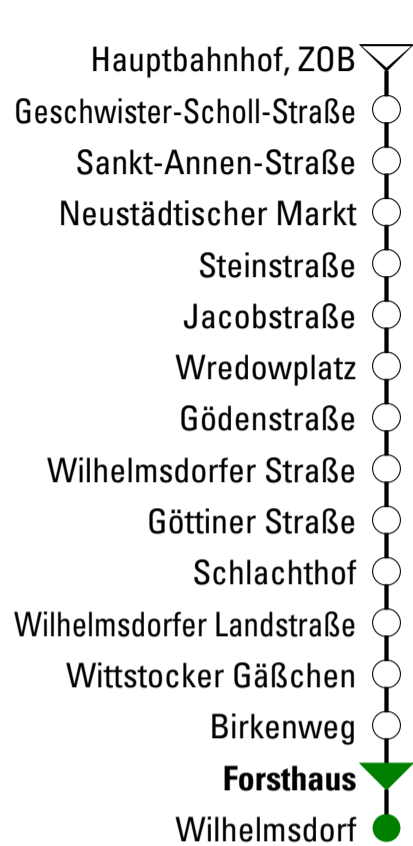 Hauptbahnhof, ZOB
Geschwister-Scholl-Straße
Sankt-Annen-Straße
Neustädtischer Markt
Steinstraße
Jacobstraße
Wredowplatz
Gödenstraße
Wilhelmsdorfer Straße
Göttiner Straße
Schlachthof
Wilhelmsdorfer Landstraße
Wittstocker Gäßchen
Birkenweg
Forsthaus
Wilhelmsdorf